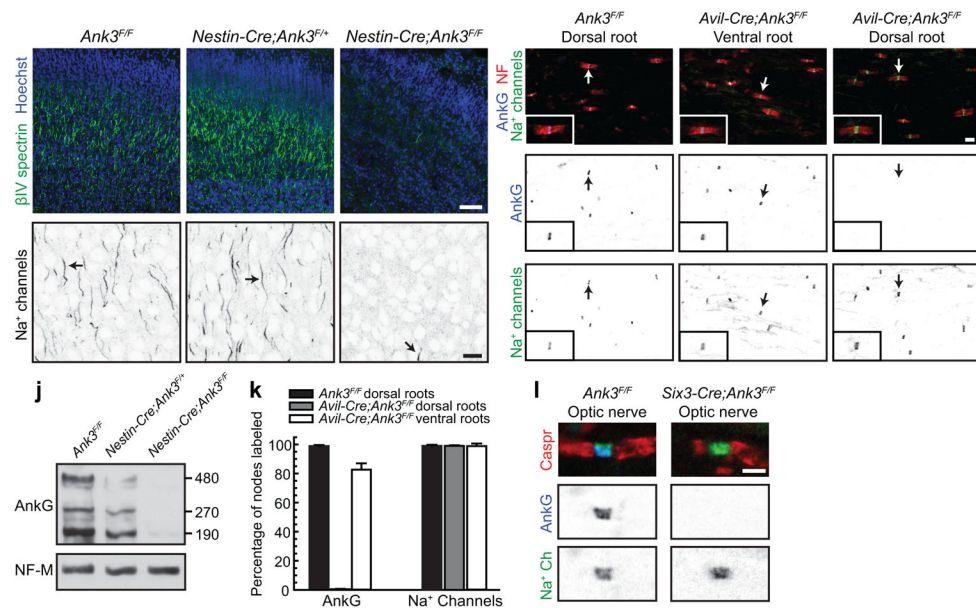 Ank3F/F
Nestin-Cre;Ank3F/+
Nestin-Cre;Ank3F/F
βIV spectrin Hoechst
Na+ channels
Ank3F/F
Dorsal root
Avil-Cre;Ank3F/F
Ventral root
Avil-Cre;Ank3F/F
Dorsal root
AnkG NF
Na+ channels
AnkG
Na+ channels
j
Ank3F/F
Nestin-Cre;Ank3F/+
Nestin-Cre;Ank3F/F
AnkG
480
270
190
NF-M
k
Ank3F/F dorsal roots
Avil-Cre;Ank3F/F dorsal roots
Avil-Cre;Ank3F/F ventral roots
Percentage of nodes labeled
100
80
60
40
20
0
AnkG
Na+ Channels
l
Ank3F/F
Optic nerve
Six3-Cre;Ank3F/F
Optic nerve
Caspr
AnkG
Na+ Ch